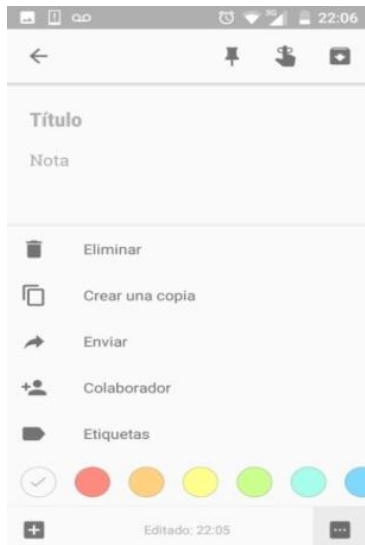 22:06
Título
Nota
Eliminar
Crear una copia
Enviar
Colaborador
Etiquetas
Editado: 22:05